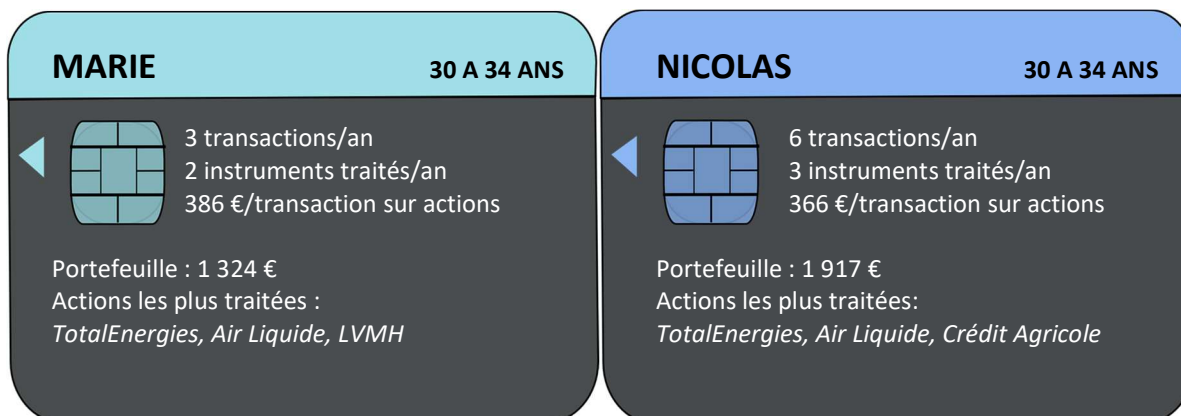 MARIE 30 A 34 ANS
3 transactions/an
2 instruments traités/an
386 €/transaction sur actions
Portefeuille : 1 324 €
Actions les plus traitées :
TotalEnergies, Air Liquide, LVMH
NICOLAS 30 A 34 ANS
6 transactions/an
3 instruments traités/an
366 €/transaction sur actions
Portefeuille : 1 917 €
Actions les plus traitées:
TotalEnergies, Air Liquide, Crédit Agricole